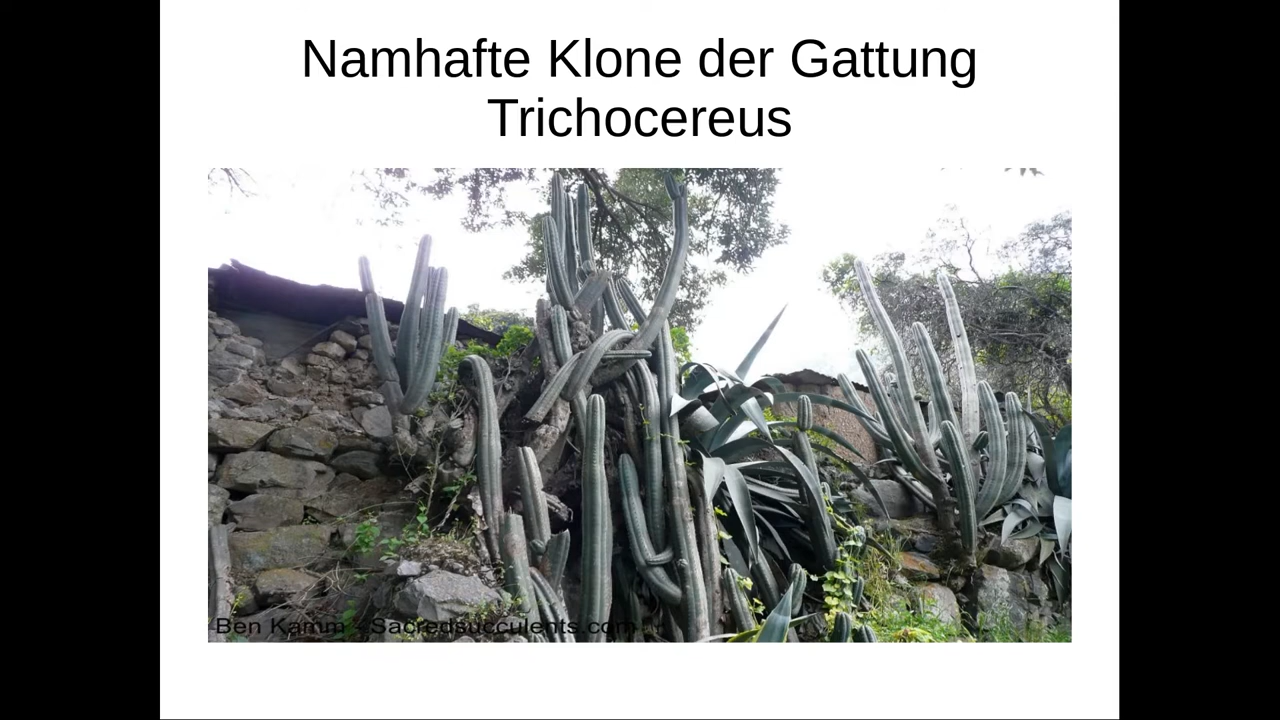 Namhafte Klone der Gattung
Trichocereus
Ben Kamm - Sacredsucculents.com